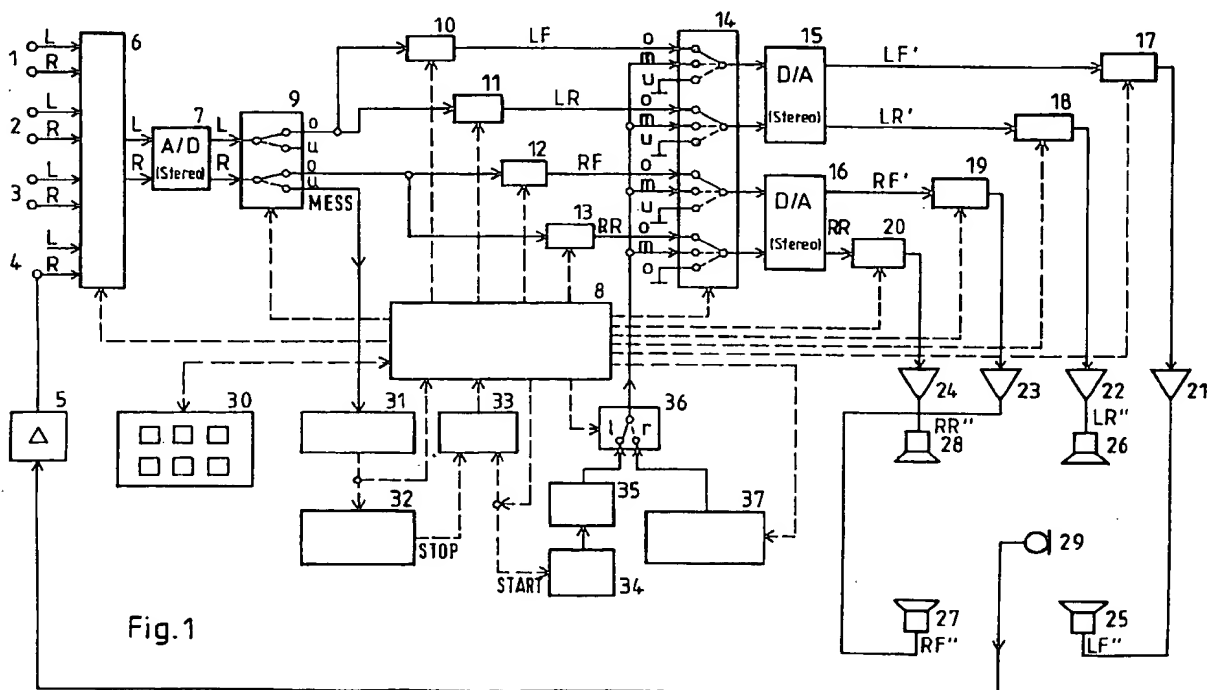 6
10
LF
14
15
17
1
L
R
D/A
(Stereo)
LF'
o
m
u
11
LR
9
18
7
2
L
R
L
R
A/D
(Stereo)
L
R
o
u
o
u
o
m
u
LR'
12
RF
16
19
3
L
R
MESS
o
m
u
D/A
(Stereo)
RF'
13
RR
RR
20
4
L
R
o
m
o
8
5
Δ
30
31
33
36
l
r
24
23
22
21
RR"
28
LR"
26
32
STOP
35
37
START
34
29
Fig.1
27
RF"
25
LF"